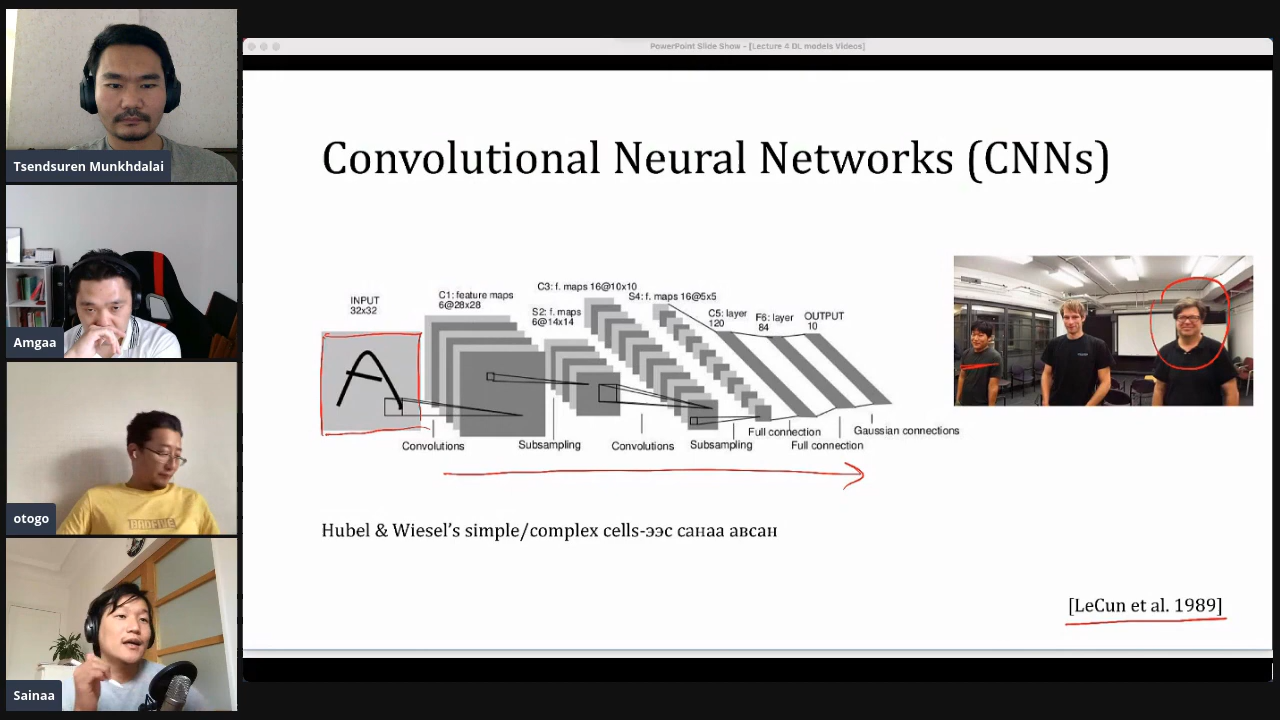 PowerPoint Slide Show - [Lecture 4 DL models Videos]
Tsendsuren Munkhdalai
Amgaa
otogo
Sainaa
Convolutional Neural Networks (CNNs)
INPUT
32x32
A
C1: feature maps
6@28x28
S2: f. maps
6@14x14
C3: f. maps 16@10x10
S4: f. maps 16@5x5
C5: layer
120
F6: layer
84
OUTPUT
10
Convolutions
Subsampling
Convolutions
Subsampling
Full connection
Full connection
Gaussian connections
Hubel & Wiesel's simple/complex cells-ээс санаа авсан
[LeCun et al. 1989]